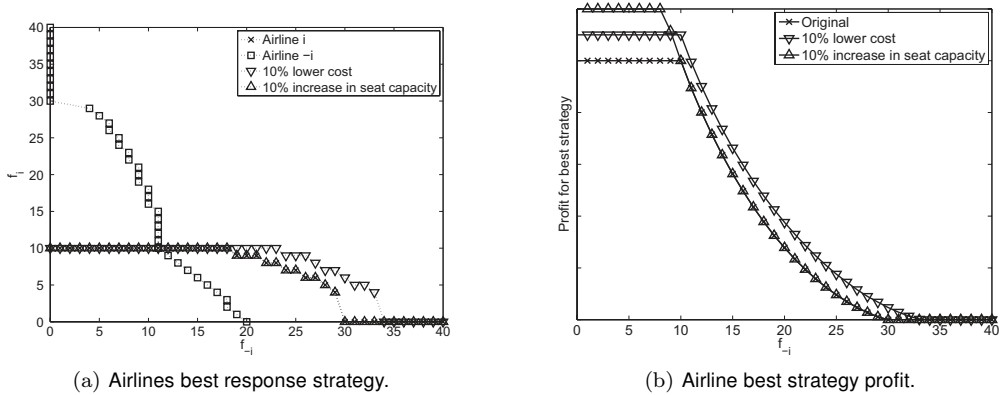 40
35
30
25
20
15
10
5
0
f_i
0 5 10 15 20 25 30 35 40
f_{-i}
Airline i
Airline −i
10% lower cost
10% increase in seat capacity
(a) Airlines best response strategy.
Profit for best strategy
0 5 10 15 20 25 30 35 40
f_{-i}
Original
10% lower cost
10% increase in seat capacity
(b) Airline best strategy profit.